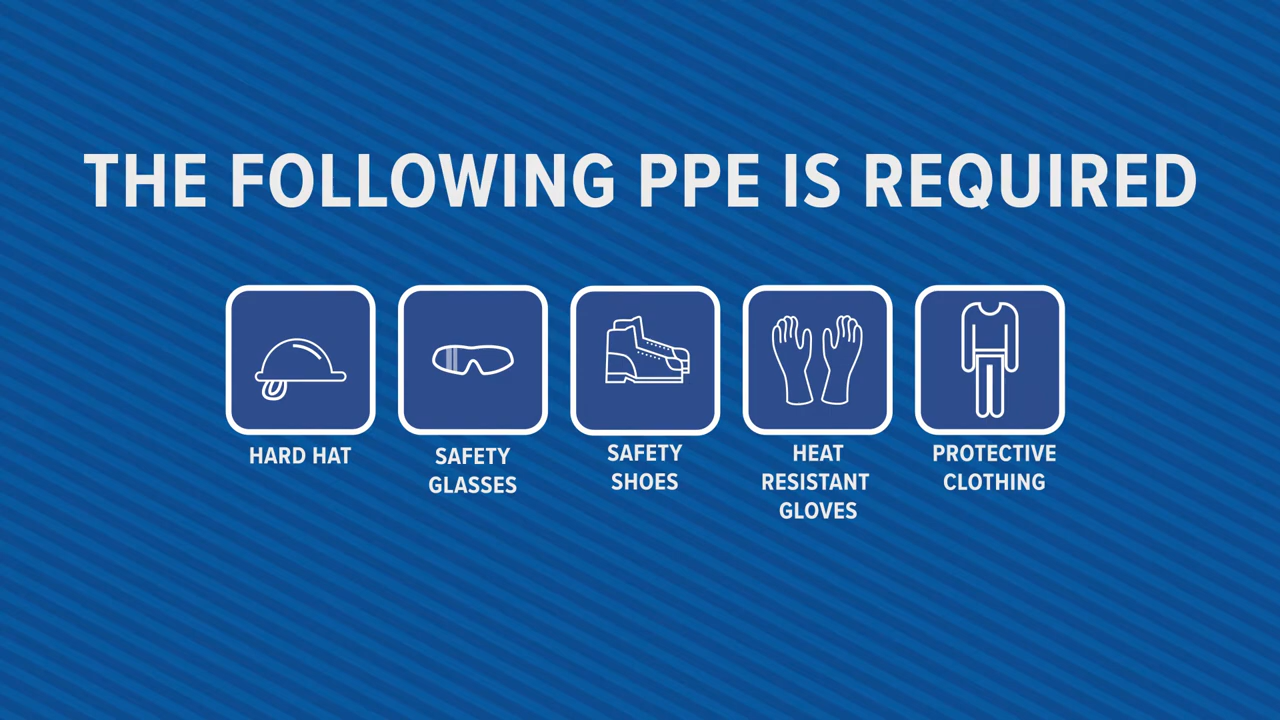 THE FOLLOWING PPE IS REQUIRED
HARD HAT
SAFETY
GLASSES
SAFETY
SHOES
HEAT
RESISTANT
GLOVES
PROTECTIVE
CLOTHING